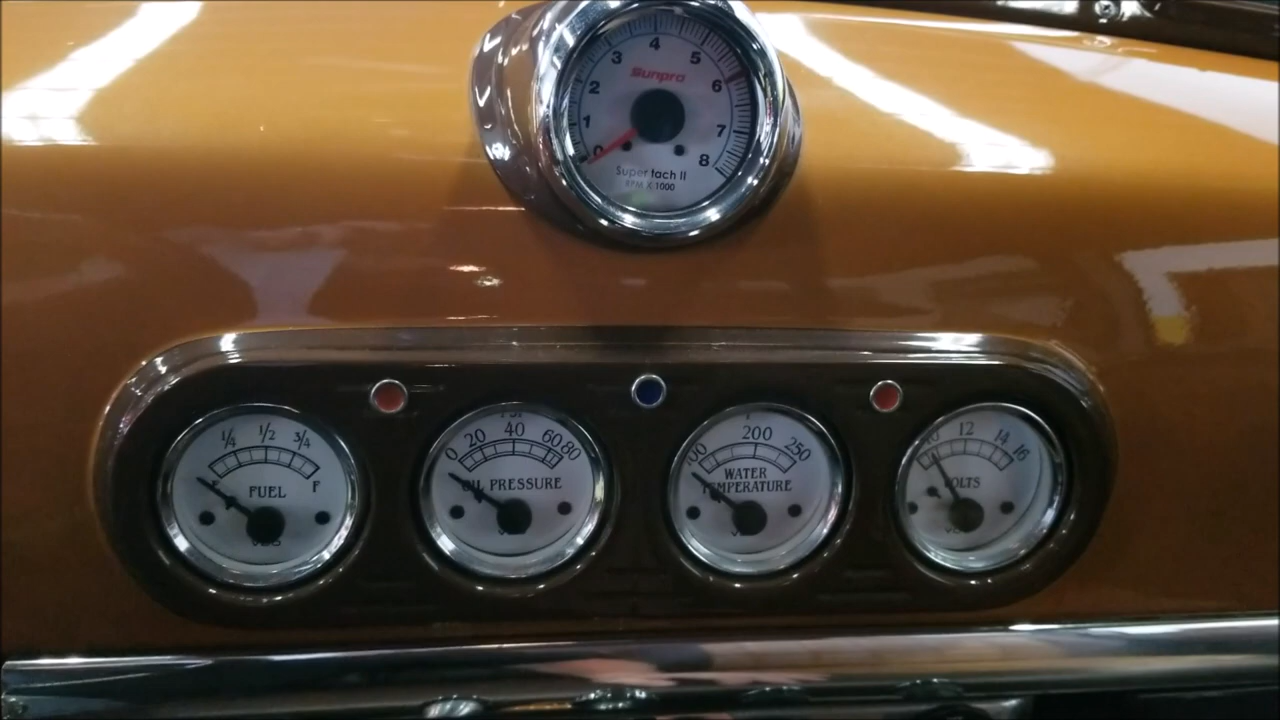 4
3 5
Sunpro
2 6
1 7
0 8
Super tach II
RPM X 1000
1/4 1/2 3/4
E F
FUEL
VDO
PSI
0 20 40 60 80
OIL PRESSURE
F
100 200 250
WATER
TEMPERATURE
10 12 14 16
VOLTS